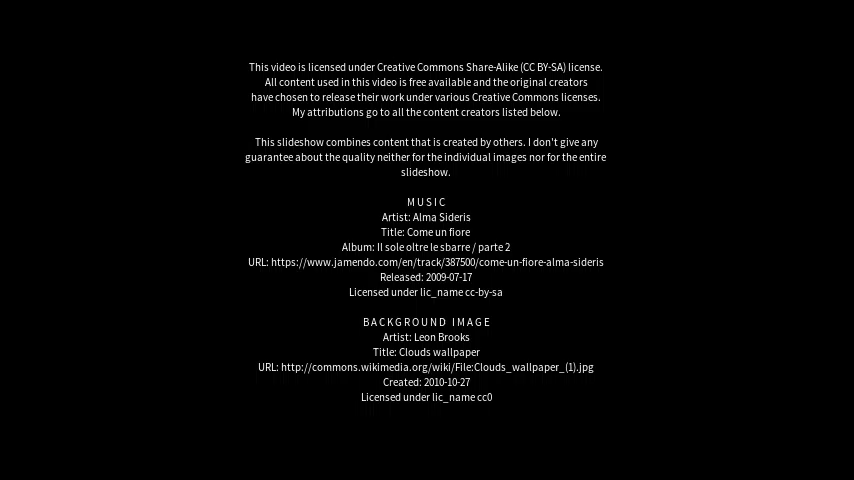 This video is licensed under Creative Commons Share-Alike (CC BY-SA) license.
All content used in this video is free available and the original creators
have chosen to release their work under various Creative Commons licenses.
My attributions go to all the content creators listed below.
This slideshow combines content that is created by others. I don't give any
guarantee about the quality neither for the individual images nor for the entire
slideshow.
MUSIC
Artist: Alma Sideris
Title: Come un fiore
Album: Il sole oltre le sbarre / parte 2
URL: https://www.jamendo.com/en/track/387500/come-un-fiore-alma-sideris
Released: 2009-07-17
Licensed under lic_name cc-by-sa
BACKGROUND IMAGE
Artist: Leon Brooks
Title: Clouds wallpaper
URL: http://commons.wikimedia.org/wiki/File:Clouds_wallpaper_(1).jpg
Created: 2010-10-27
Licensed under lic_name cc0